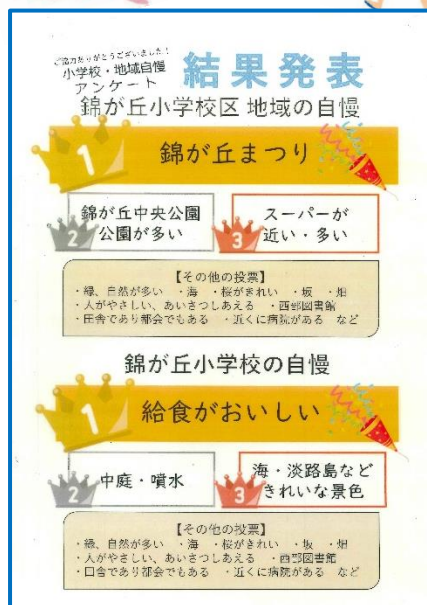 ご協力ありがとうございました！
小学校・地域自慢
アンケート
結果発表
錦が丘小学校区 地域の自慢
1
錦が丘まつり
2
錦が丘中央公園
公園が多い
3
スーパーが
近い・多い
【その他の投票】
・緑、自然が多い ・海 ・桜がきれい ・坂 ・畑
・人がやさしい、あいさつしあえる ・西部図書館
・田舎であり都会でもある ・近くに病院がある など
錦が丘小学校の自慢
1
給食がおいしい
2
中庭・噴水
3
海・淡路島など
きれいな景色
【その他の投票】
・緑、自然が多い ・海 ・桜がきれい ・坂 ・畑
・人がやさしい、あいさつしあえる ・西部図書館
・田舎であり都会でもある ・近くに病院がある など